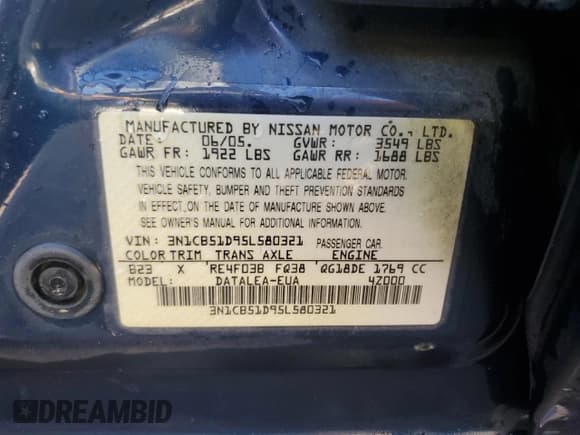 MANUFACTURED BY NISSAN MOTOR CO., LTD.
DATE: 06/05. GVWR: 3549 LBS
GAWR FR: 1922 LBS GAWR RR: 1688 LBS
THIS VEHICLE CONFORMS TO ALL APPLICABLE FEDERAL MOTOR
VEHICLE SAFETY, BUMPER AND THEFT PREVENTION STANDARDS
IN EFFECT, ON THE DATE OF MANUFACTURE SHOWN ABOVE.
SEE OWNER'S MANUAL FOR ADDITIONAL INFORMATION.
VIN: 3N1CB51D95L580321 PASSENGER CAR.
COLOR TRIM TRANS AXLE ENGINE
B23 X RE4F03B FQ38 QG18DE 1769 CC
MODEL: DATALEA-EUA 4Z000
3N1CB51D95L580321
DREAMBID